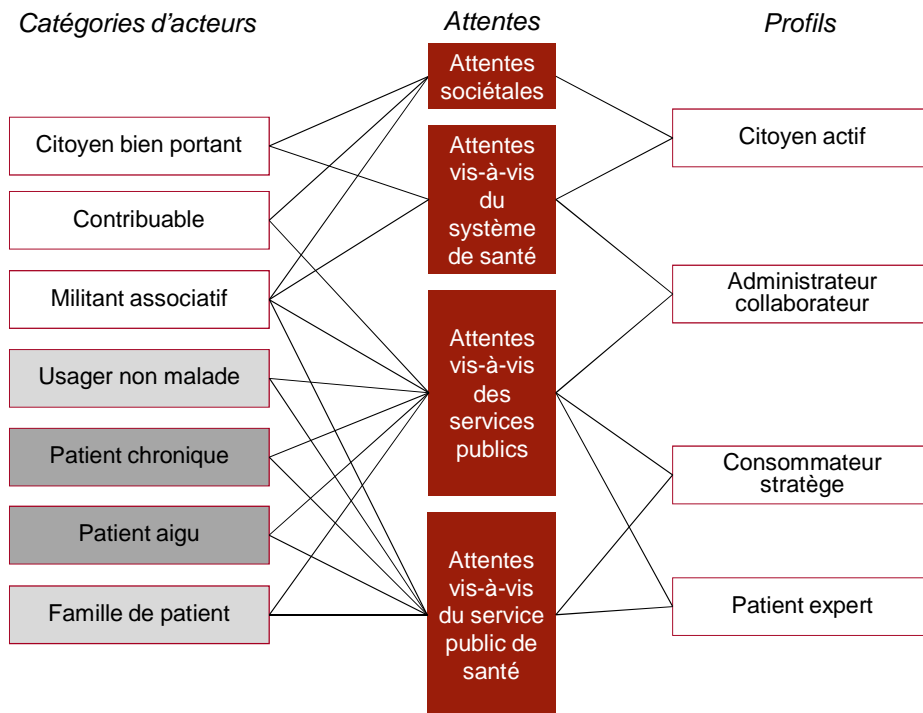 Catégories d'acteurs
Attentes
Profils
Citoyen bien portant
Contribuable
Militant associatif
Usager non malade
Patient chronique
Patient aigu
Famille de patient
Attentes
sociétales
Attentes
vis-à-vis
du
système
de santé
Attentes
vis-à-vis
des
services
publics
Attentes
vis-à-vis
du service
public de
santé
Citoyen actif
Administrateur
collaborateur
Consommateur
stratège
Patient expert